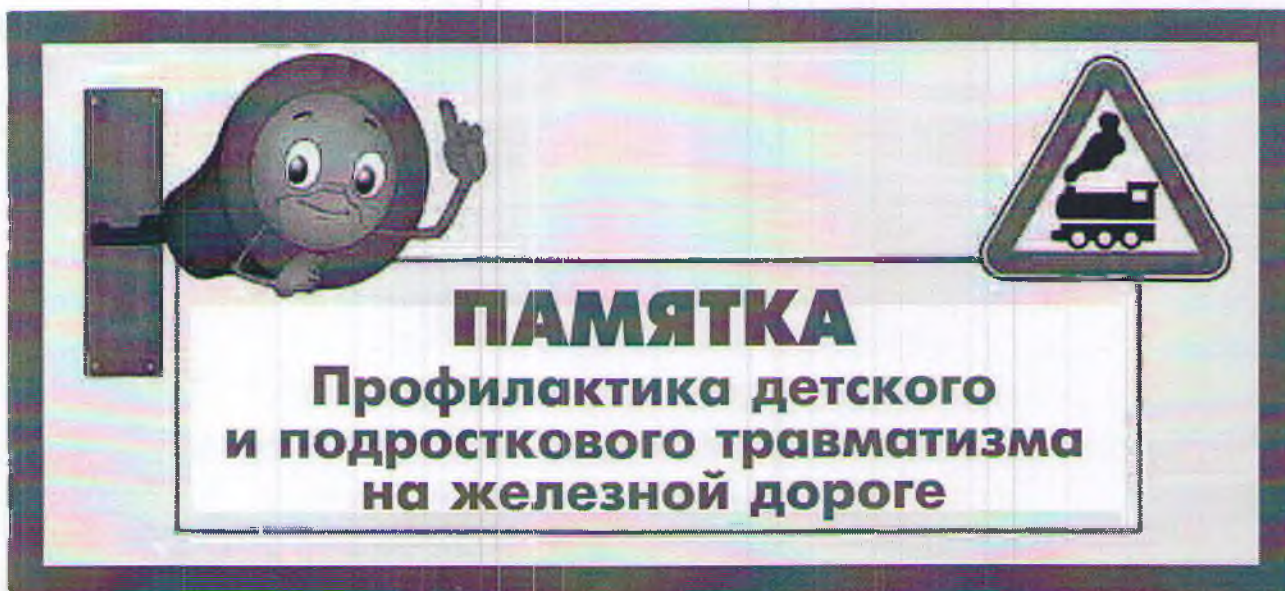 ПАМЯТКА
Профилактика детского
и подросткового травматизма
на железной дороге